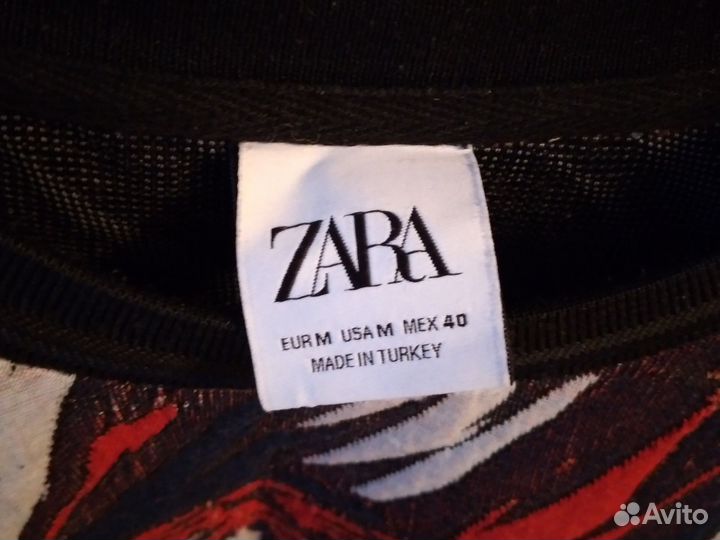 ZARA
EUR M USA M MEX 40
MADE IN TURKEY
Avito